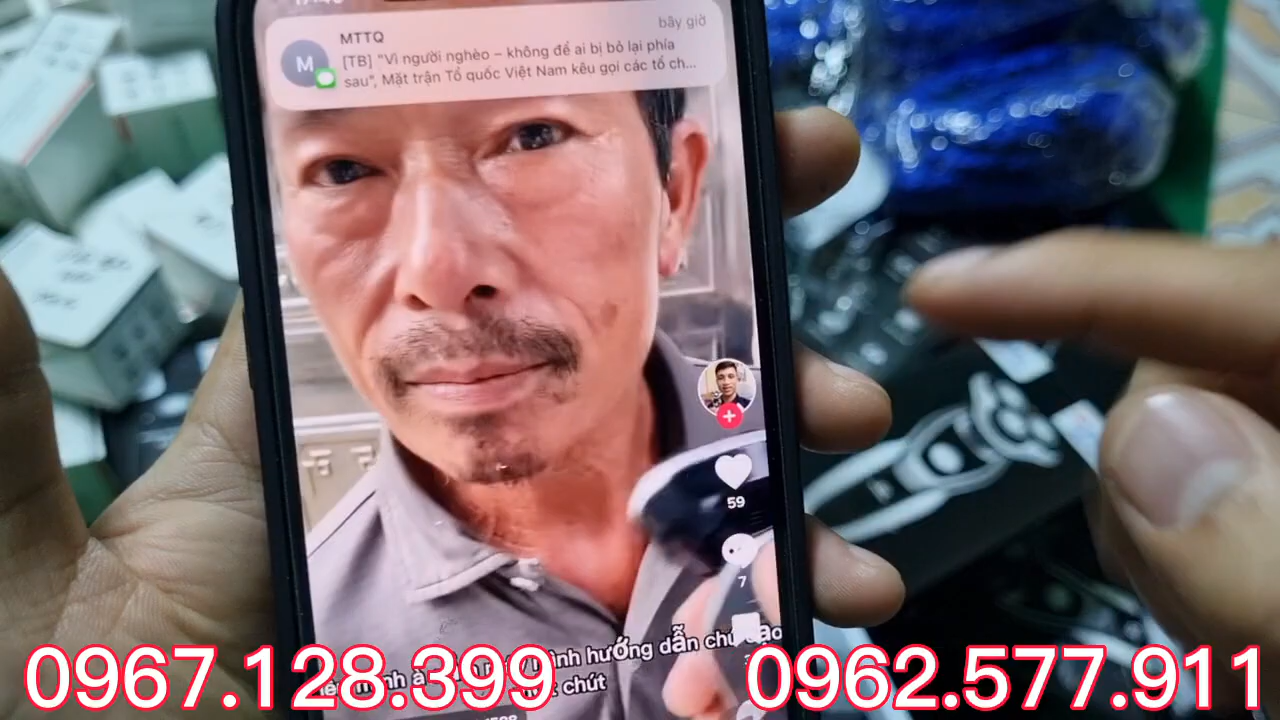 bây giờ
MTTQ
[TB] "Vì người nghèo – không để ai bị bỏ lại phía
sau", Mặt trận Tổ quốc Việt Nam kêu gọi các tổ ch...
M
59
7
mình hướng dẫn chú
chút
0967.128.399
0962.577.911